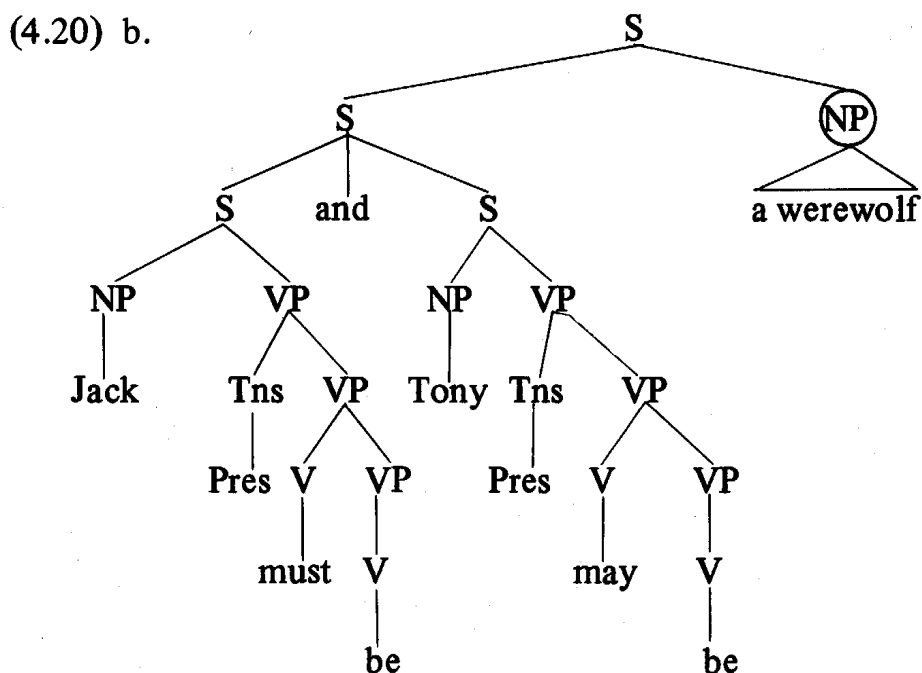 (4.20) b. S
S NP
S and S a werewolf
NP VP NP VP
Jack Tns VP Tony Tns VP
Pres V VP Pres V VP
must V may V
be be